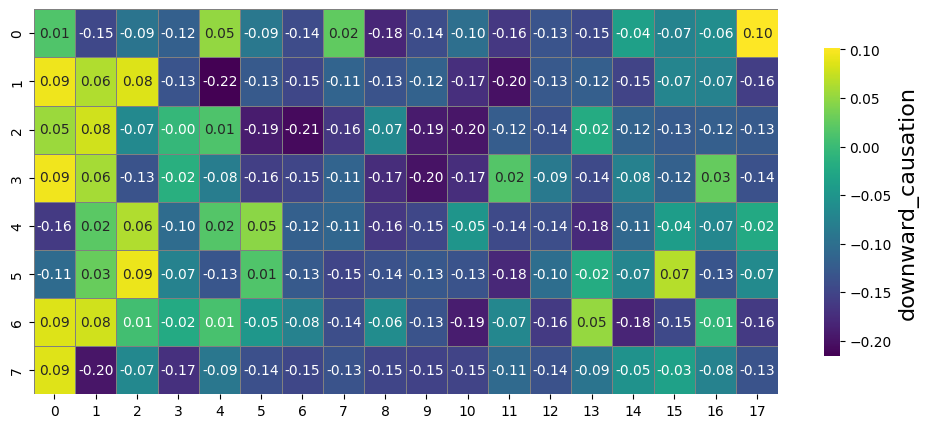 0 0.01 -0.15 -0.09 -0.12 0.05 -0.09 -0.14 0.02 -0.18 -0.14 -0.10 -0.16 -0.13 -0.15 -0.04 -0.07 -0.06 0.10
1 0.09 0.06 0.08 -0.13 -0.22 -0.13 -0.15 -0.11 -0.13 -0.12 -0.17 -0.20 -0.13 -0.12 -0.15 -0.07 -0.07 -0.16
2 0.05 0.08 -0.07 -0.00 0.01 -0.19 -0.21 -0.16 -0.07 -0.19 -0.20 -0.12 -0.14 -0.02 -0.12 -0.13 -0.12 -0.13
3 0.09 0.06 -0.13 -0.02 -0.08 -0.16 -0.15 -0.11 -0.17 -0.20 -0.17 0.02 -0.09 -0.14 -0.08 -0.12 0.03 -0.14
4 -0.16 0.02 0.06 -0.10 0.02 0.05 -0.12 -0.11 -0.16 -0.15 -0.05 -0.14 -0.14 -0.18 -0.11 -0.04 -0.07 -0.02
5 -0.11 0.03 0.09 -0.07 -0.13 0.01 -0.13 -0.15 -0.14 -0.13 -0.13 -0.18 -0.10 -0.02 -0.07 0.07 -0.13 -0.07
6 0.09 0.08 0.01 -0.02 0.01 -0.05 -0.08 -0.14 -0.06 -0.13 -0.19 -0.07 -0.16 0.05 -0.18 -0.15 -0.01 -0.16
7 0.09 -0.20 -0.07 -0.17 -0.09 -0.14 -0.15 -0.13 -0.15 -0.15 -0.15 -0.11 -0.14 -0.09 -0.05 -0.03 -0.08 -0.13
0 1 2 3 4 5 6 7 8 9 10 11 12 13 14 15 16 17
0.10
0.05
0.00
−0.05
−0.10
−0.15
−0.20
downward_causation